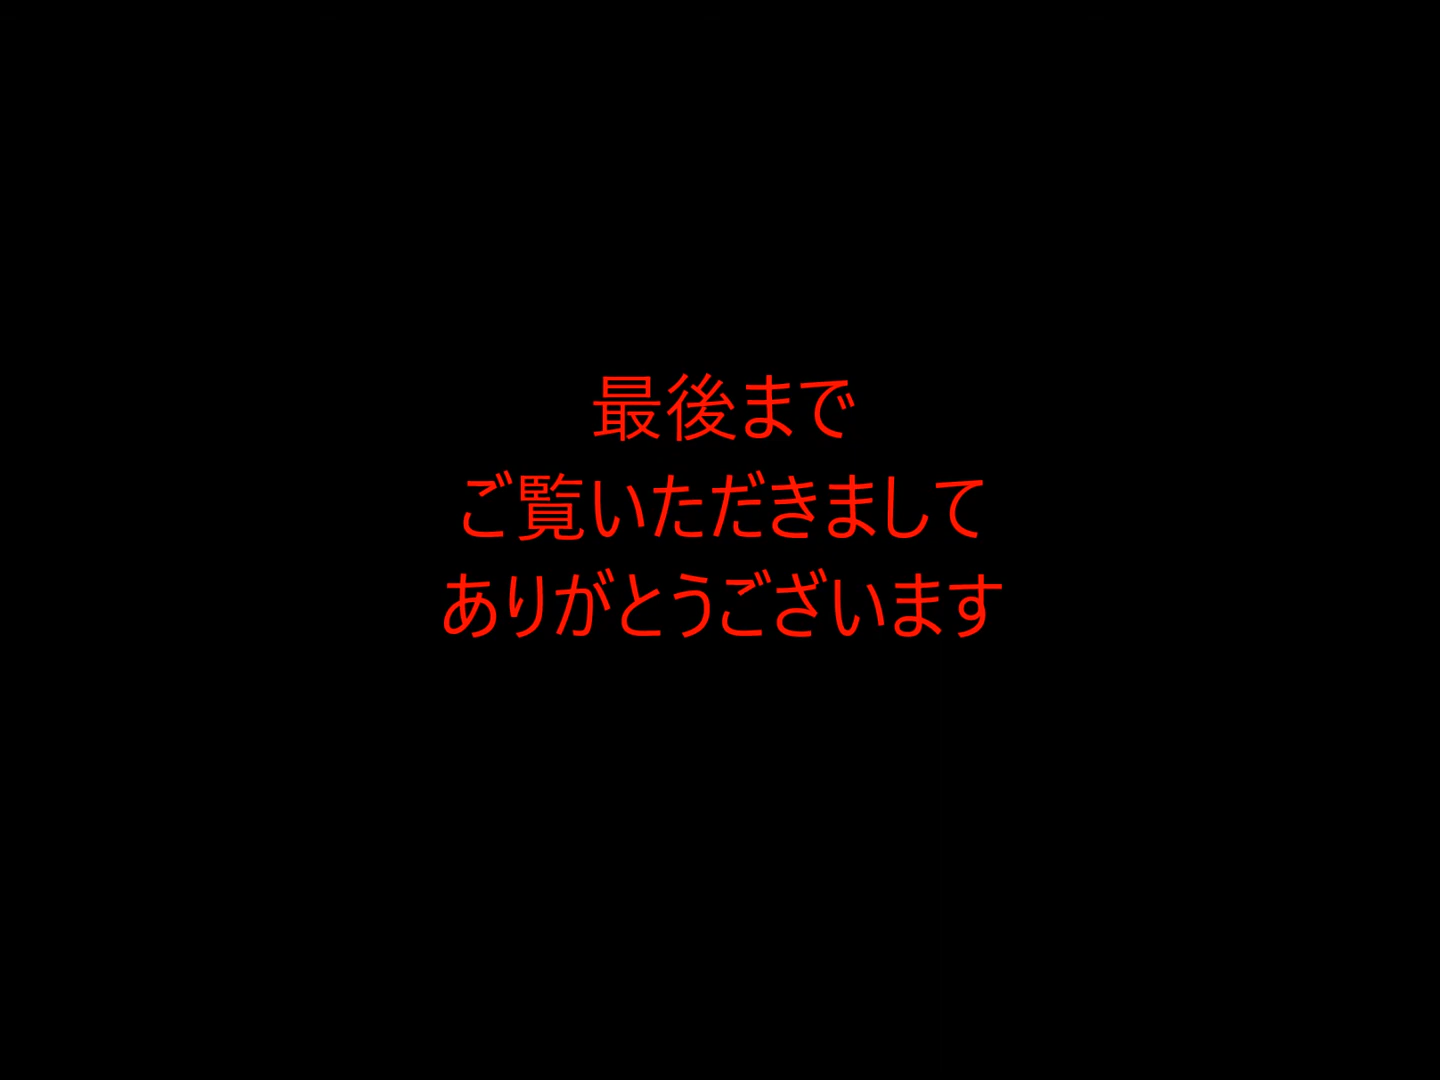 最後まで
ご覧いただきまして
ありがとうございます